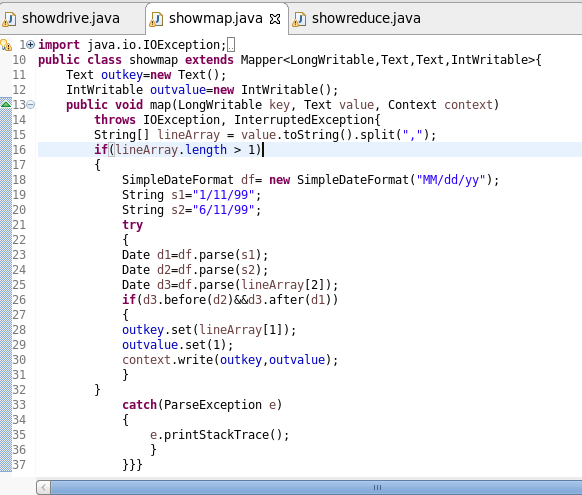 showdrive.java showmap.java showreduce.java
1 import java.io.IOException;
10 public class showmap extends Mapper<LongWritable,Text,Text,IntWritable>{
11 Text outkey=new Text();
12 IntWritable outvalue=new IntWritable();
13 public void map(LongWritable key, Text value, Context context)
14 throws IOException, InterruptedException{
15 String[] lineArray = value.toString().split(",");
16 if(lineArray.length > 1)
17 {
18 SimpleDateFormat df= new SimpleDateFormat("MM/dd/yy");
19 String s1="1/11/99";
20 String s2="6/11/99";
21 try
22 {
23 Date d1=df.parse(s1);
24 Date d2=df.parse(s2);
25 Date d3=df.parse(lineArray[2]);
26 if(d3.before(d2)&&d3.after(d1))
27 {
28 outkey.set(lineArray[1]);
29 outvalue.set(1);
30 context.write(outkey,outvalue);
31 }
32 }
33 catch(ParseException e)
34 {
35 e.printStackTrace();
36 }
37 }}}